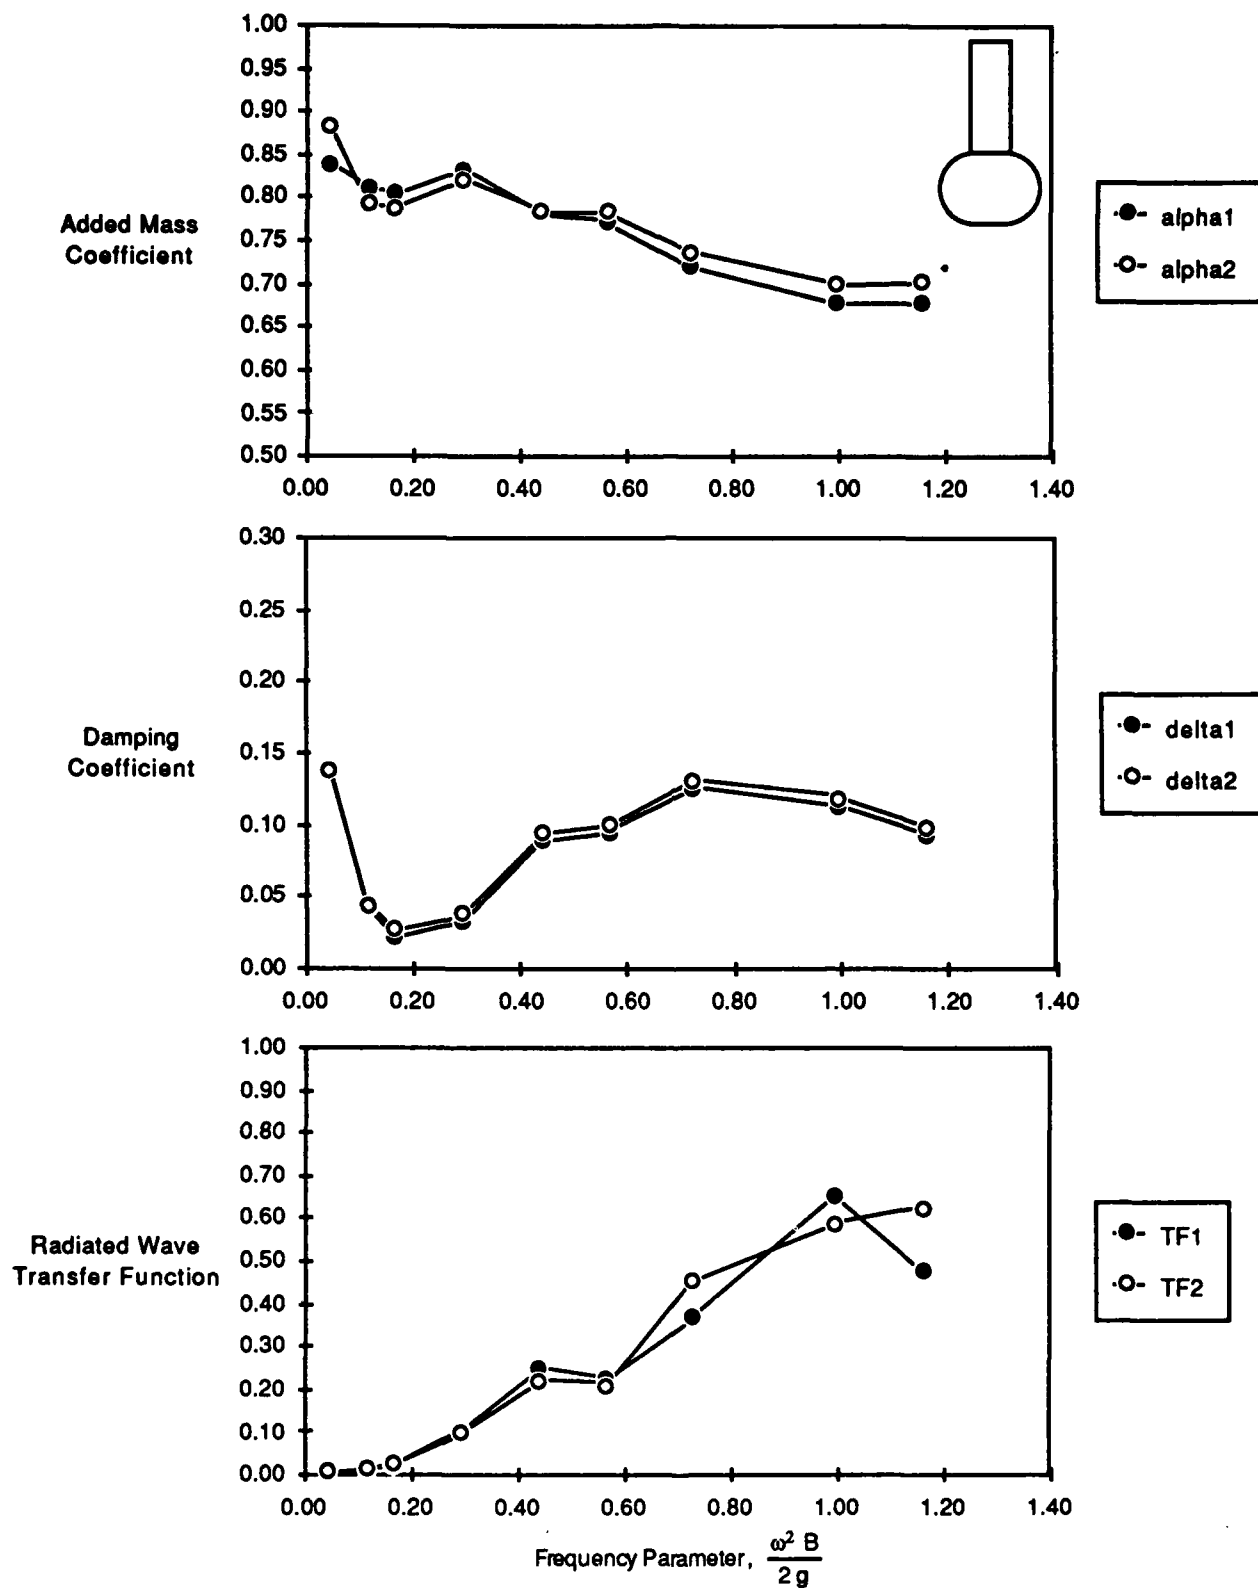 1.00
0.95
0.90
0.85
0.80
0.75
0.70
0.65
0.60
0.55
0.50
Added Mass
Coefficient
alpha1
alpha2
0.00 0.20 0.40 0.60 0.80 1.00 1.20 1.40
0.30
0.25
0.20
0.15
0.10
0.05
0.00
Damping
Coefficient
delta1
delta2
0.00 0.20 0.40 0.60 0.80 1.00 1.20 1.40
1.00
0.90
0.80
0.70
0.60
0.50
0.40
0.30
0.20
0.10
0.00
Radiated Wave
Transfer Function
TF1
TF2
0.00 0.20 0.40 0.60 0.80 1.00 1.20 1.40
Frequency Parameter, ω² B
2 g